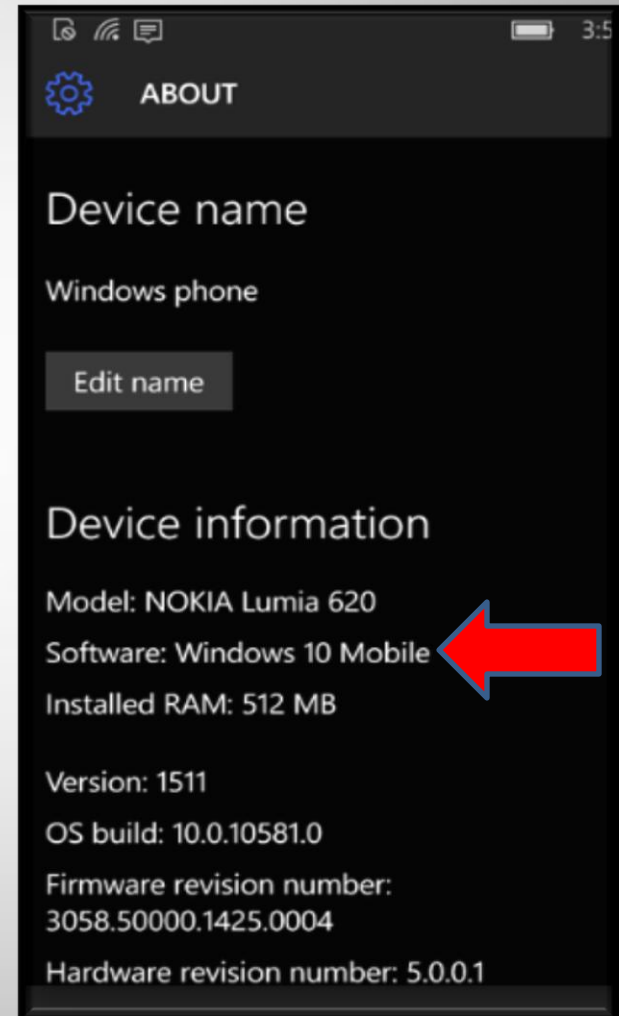 3:5
ABOUT
Device name
Windows phone
Edit name
Device information
Model: NOKIA Lumia 620
Software: Windows 10 Mobile
Installed RAM: 512 MB
Version: 1511
OS build: 10.0.10581.0
Firmware revision number:
3058.50000.1425.0004
Hardware revision number: 5.0.0.1